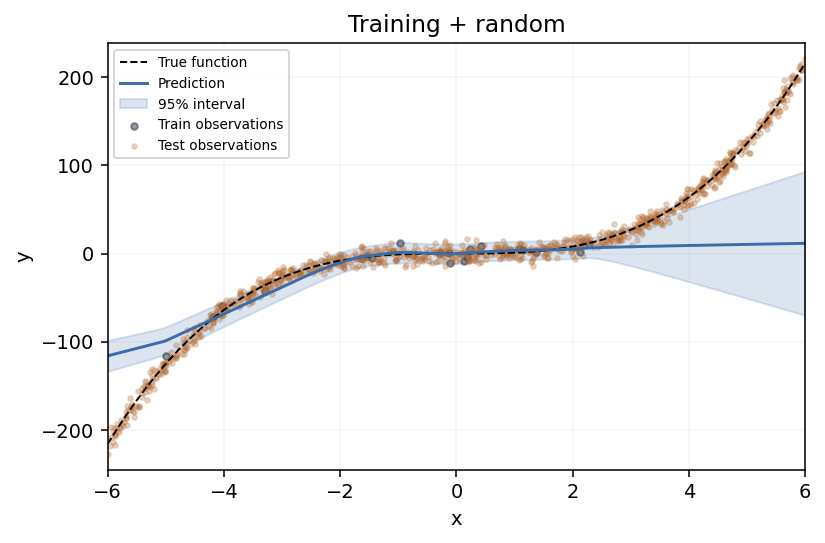 Training + random
True function
Prediction
95% interval
Train observations
Test observations
y
200
100
0
−100
−200
−6 −4 −2 0 2 4 6
x